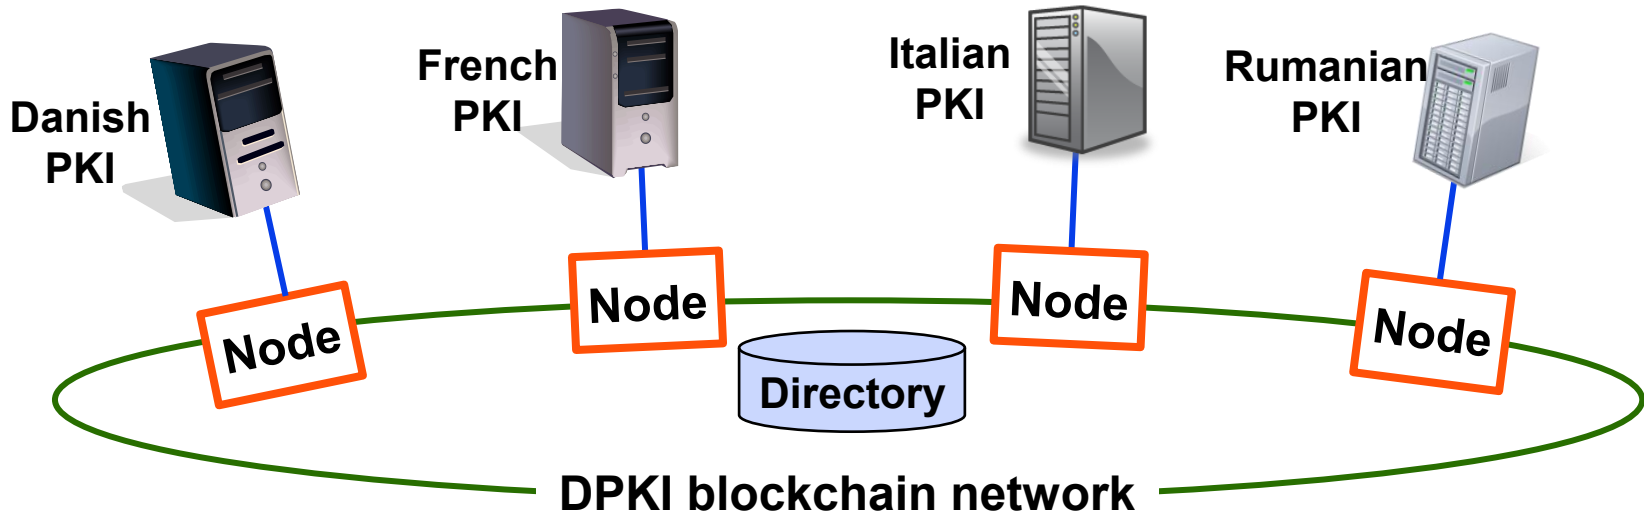 Danish
PKI
French
PKI
Italian
PKI
Rumanian
PKI
Node
Node
Node
Node
Directory
DPKI blockchain network